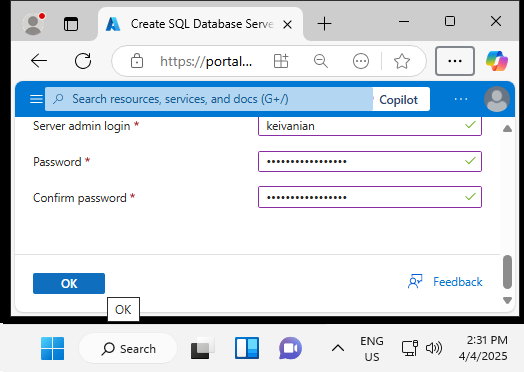 Create SQL Database Serve
https://portal...
Search resources, services, and docs (G+/)
Copilot
Server admin login *
keivanian
Password *
•••••••••••••••••
Confirm password *
•••••••••••••••••
OK
Feedback
OK
Search
ENG
US
2:31 PM
4/4/2025